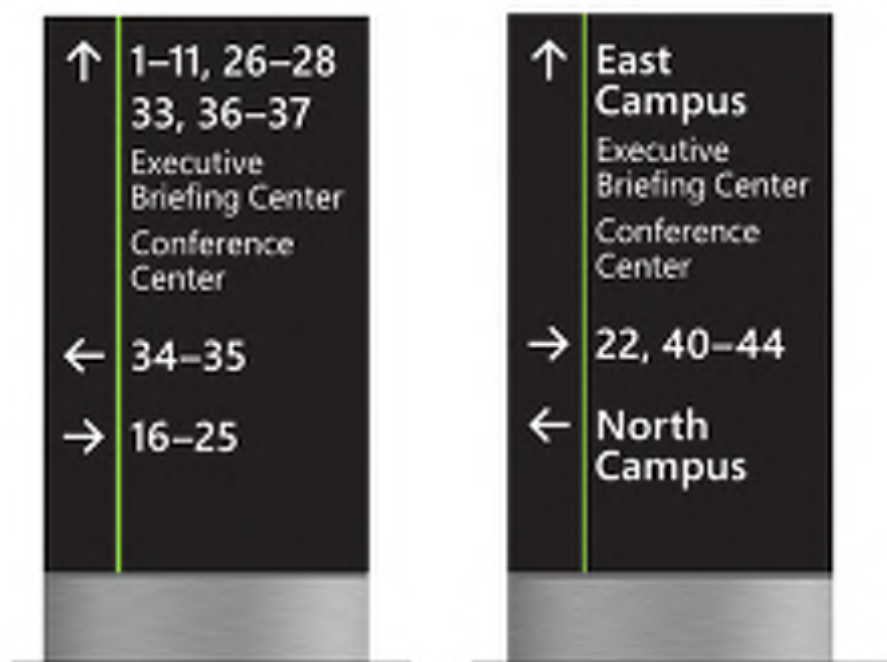 ↑ 1–11, 26–28
33, 36–37
Executive
Briefing Center
Conference
Center
← 34–35
→ 16–25
↑ East
Campus
Executive
Briefing Center
Conference
Center
→ 22, 40–44
← North
Campus